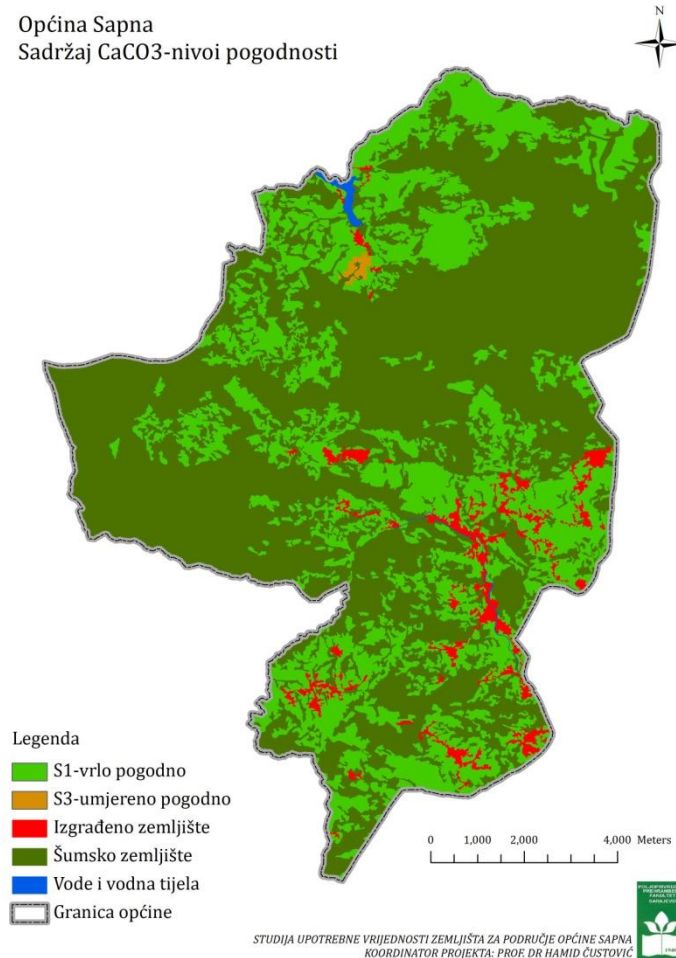 Općina Sapna
Sadržaj CaCO3-nivoi pogodnosti
N
Legenda
S1-vrlo pogodno
S3-umjereno pogodno
Izgrađeno zemljište
Šumsko zemljište
Vode i vodna tijela
Granica općine
0 1,000 2,000 4,000 Meters
STUDIJA UPOTREBNE VRIJEDNOSTI ZEMLJIŠTA ZA PODRUČJE OPĆINE SAPNA
KOORDINATOR PROJEKTA: PROF. DR HAMID ČUSTOVIĆ